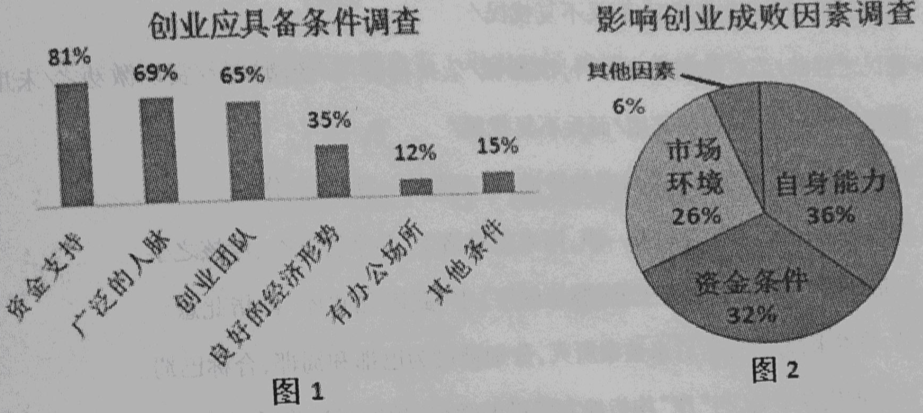 创业应具备条件调查
81%
69%
65%
35%
12%
15%
资金支持
广泛的人脉
创业团队
良好的经济形势
有办公场所
其他条件
图 1
影响创业成败因素调查
其他因素
6%
市场
环境
26%
自身能力
36%
资金条件
32%
图 2